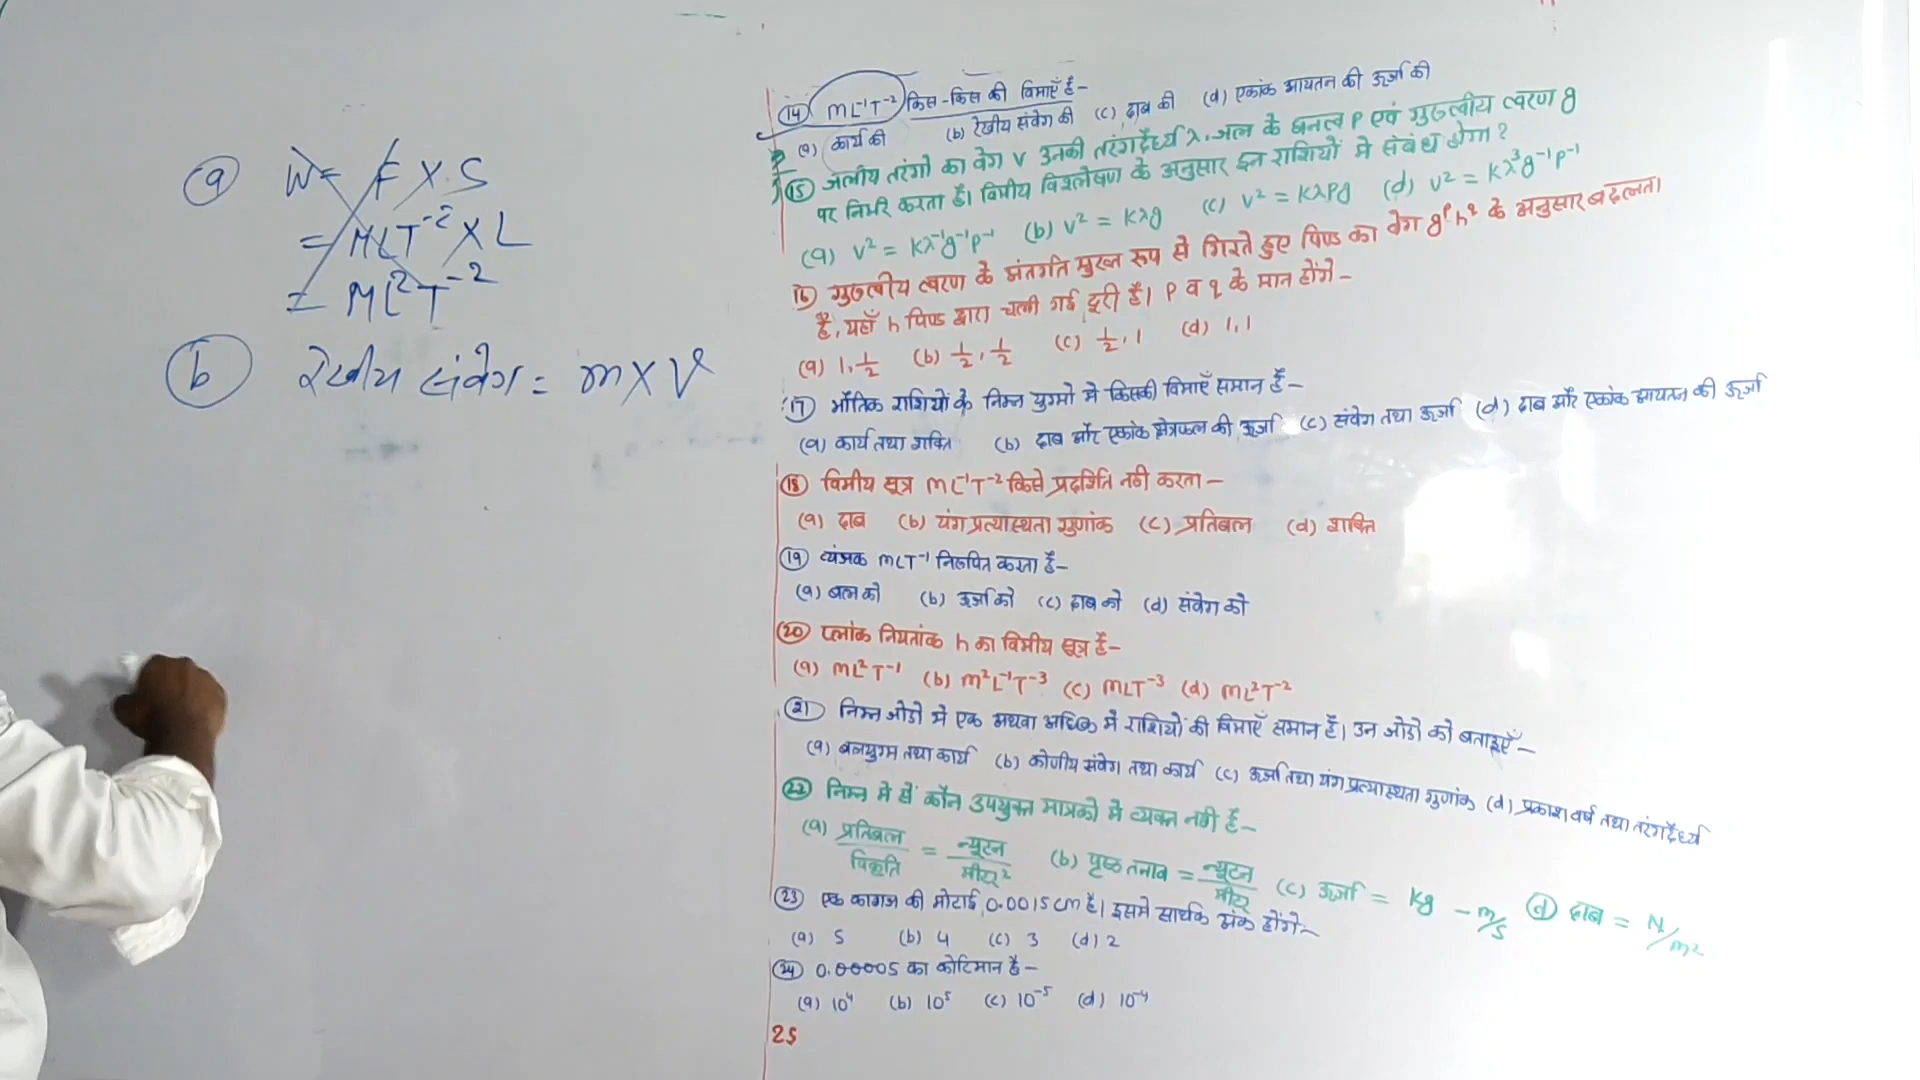 (a) W = F X S
= MLT⁻² X L
= ML²T⁻²
(b) रेखीय संवेग = m X V
(14) ML⁻¹T⁻² किस-किस की विमाएँ हैं-
(a) कार्य की (b) रेखीय संवेग की (c) दाब की (d) एकांक आयतन की ऊर्जा की
(15) जलीय तरंगो का वेग v उनकी तरंगदैर्ध्य λ, जल के घनत्व P एवं गुरुत्वीय त्वरण g
पर निर्भर करता है। विमीय विश्लेषण के अनुसार इन राशियों में संबंध होगा?
(a) v² = Kλ⁻¹g⁻¹p⁻¹ (b) v² = Kλg (c) v² = Kλpg (d) v² = Kλ³g⁻¹p⁻¹
(16) गुरुत्वीय त्वरण के अंतर्गत मुख्त रूप से गिरते हुए पिण्ड का वेग gᵖh^q के अनुसार बदलता
है, यहाँ h पिण्ड द्वारा चली गई दूरी है। P व q के मान होंगे-
(a) 1, 1/2 (b) 1/2, 1/2 (c) 1/2, 1 (d) 1, 1
(17) भौतिक राशियों के निम्न युग्मो मे किसकी विमाएँ समान हैं-
(a) कार्य तथा शक्ति (b) दाब और एकांक क्षेत्रफल की ऊर्जा (c) संवेग तथा ऊर्जा (d) दाब और एकांक आयतन की ऊर्जा
(18) विमीय सूत्र ML⁻¹T⁻² किसे प्रदर्शित नही करता-
(a) दाब (b) यंग प्रत्यास्थता गुणांक (c) प्रतिबल (d) शक्ति
(19) व्यंजक MLT⁻¹ निरूपित करता है-
(a) बल को (b) ऊर्जा को (c) दाब को (d) संवेग को
(20) प्लांक नियतांक h का विमीय सूत्र है-
(a) ML²T⁻¹ (b) M²L⁻¹T⁻³ (c) MLT⁻³ (d) ML²T⁻²
(21) निम्न जोडो मे एक अथवा अधिक में राशियों की विमाएँ समान हैं। उन जोडो को बताइएँ-
(a) बलयुग्म तथा कार्य (b) कोणीय संवेग तथा कार्य (c) ऊर्जा तथा यंग प्रत्यास्थता गुणांक (d) प्रकाश वर्ष तथा तरंगदैर्ध्य
(22) निम्न मे से कौन उपयुक्त मात्रको मे व्यक्त नही है-
(a) प्रतिबल/विकृति = न्यूटन/मीटर² (b) पृष्ठ तनाव = न्यूटन/मीटर (c) ऊर्जा = Kg - m/s (d) दाब = N/m²
(23) एक कागज की मोटाई 0.0015 cm है। इसमे सार्थक अंक होंगे-
(a) 5 (b) 4 (c) 3 (d) 2
(24) 0.00005 का कोटिमान है-
(a) 10⁴ (b) 10⁵ (c) 10⁻⁵ (d) 10⁻⁴
25